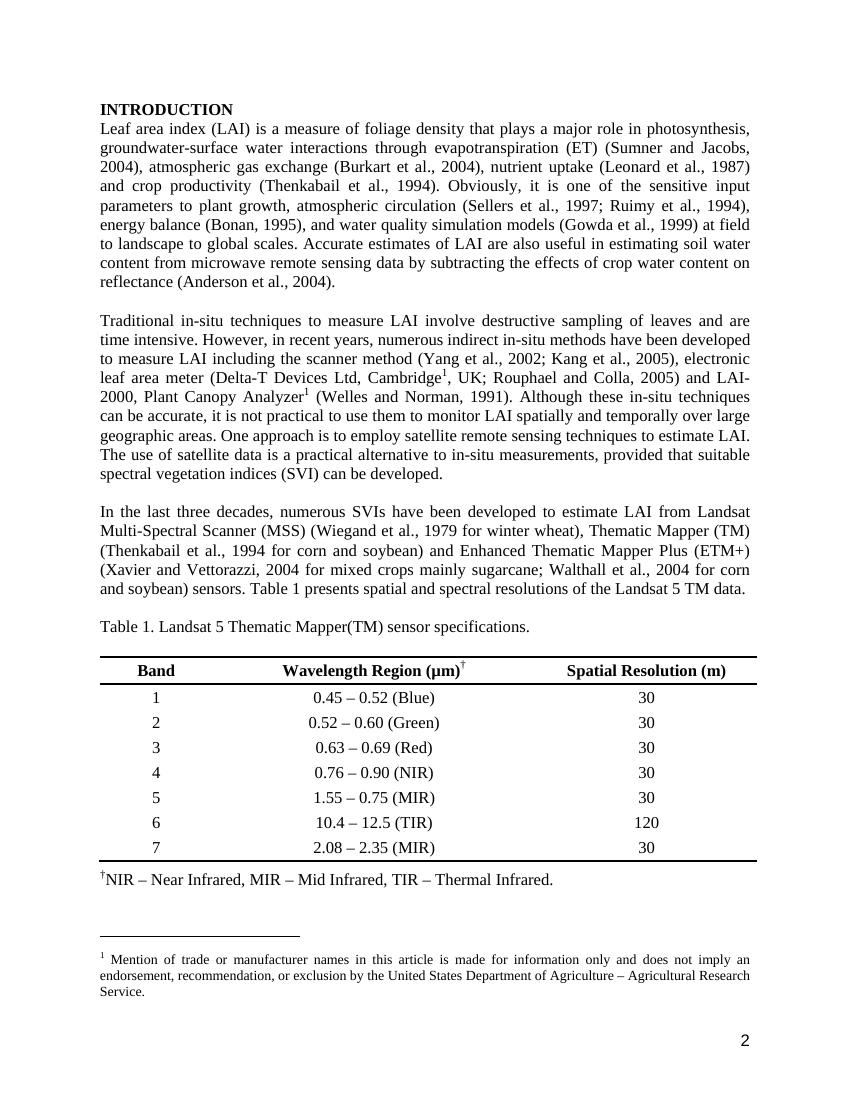 INTRODUCTION
Leaf area index (LAI) is a measure of foliage density that plays a major role in photosynthesis,
groundwater-surface water interactions through evapotranspiration (ET) (Sumner and Jacobs,
2004), atmospheric gas exchange (Burkart et al., 2004), nutrient uptake (Leonard et al., 1987)
and crop productivity (Thenkabail et al., 1994). Obviously, it is one of the sensitive input
parameters to plant growth, atmospheric circulation (Sellers et al., 1997; Ruimy et al., 1994),
energy balance (Bonan, 1995), and water quality simulation models (Gowda et al., 1999) at field
to landscape to global scales. Accurate estimates of LAI are also useful in estimating soil water
content from microwave remote sensing data by subtracting the effects of crop water content on
reflectance (Anderson et al., 2004).
Traditional in-situ techniques to measure LAI involve destructive sampling of leaves and are
time intensive. However, in recent years, numerous indirect in-situ methods have been developed
to measure LAI including the scanner method (Yang et al., 2002; Kang et al., 2005), electronic
leaf area meter (Delta-T Devices Ltd, Cambridge¹, UK; Rouphael and Colla, 2005) and LAI-
2000, Plant Canopy Analyzer¹ (Welles and Norman, 1991). Although these in-situ techniques
can be accurate, it is not practical to use them to monitor LAI spatially and temporally over large
geographic areas. One approach is to employ satellite remote sensing techniques to estimate LAI.
The use of satellite data is a practical alternative to in-situ measurements, provided that suitable
spectral vegetation indices (SVI) can be developed.
In the last three decades, numerous SVIs have been developed to estimate LAI from Landsat
Multi-Spectral Scanner (MSS) (Wiegand et al., 1979 for winter wheat), Thematic Mapper (TM)
(Thenkabail et al., 1994 for corn and soybean) and Enhanced Thematic Mapper Plus (ETM+)
(Xavier and Vettorazzi, 2004 for mixed crops mainly sugarcane; Walthall et al., 2004 for corn
and soybean) sensors. Table 1 presents spatial and spectral resolutions of the Landsat 5 TM data.
Table 1. Landsat 5 Thematic Mapper(TM) sensor specifications.
Band Wavelength Region (μm)† Spatial Resolution (m)
1 0.45 – 0.52 (Blue) 30
2 0.52 – 0.60 (Green) 30
3 0.63 – 0.69 (Red) 30
4 0.76 – 0.90 (NIR) 30
5 1.55 – 0.75 (MIR) 30
6 10.4 – 12.5 (TIR) 120
7 2.08 – 2.35 (MIR) 30
†NIR – Near Infrared, MIR – Mid Infrared, TIR – Thermal Infrared.
¹ Mention of trade or manufacturer names in this article is made for information only and does not imply an
endorsement, recommendation, or exclusion by the United States Department of Agriculture – Agricultural Research
Service.
2